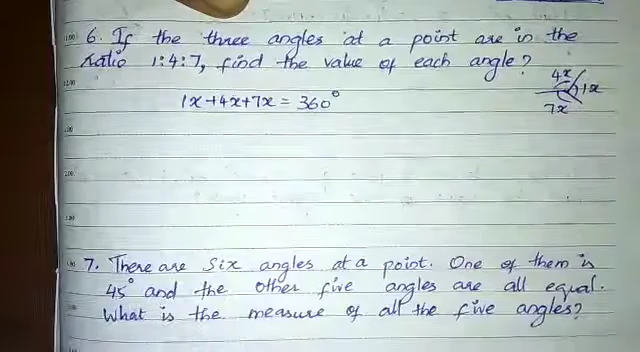 6. If the three angles at a point are in the
ratio 1:4:7, find the value of each angle?
4x
1x
7x
1x+4x+7x = 360°
7. There are Six angles at a point. One of them is
45° and the other five angles are all equal.
What is the measure of all the five angles?